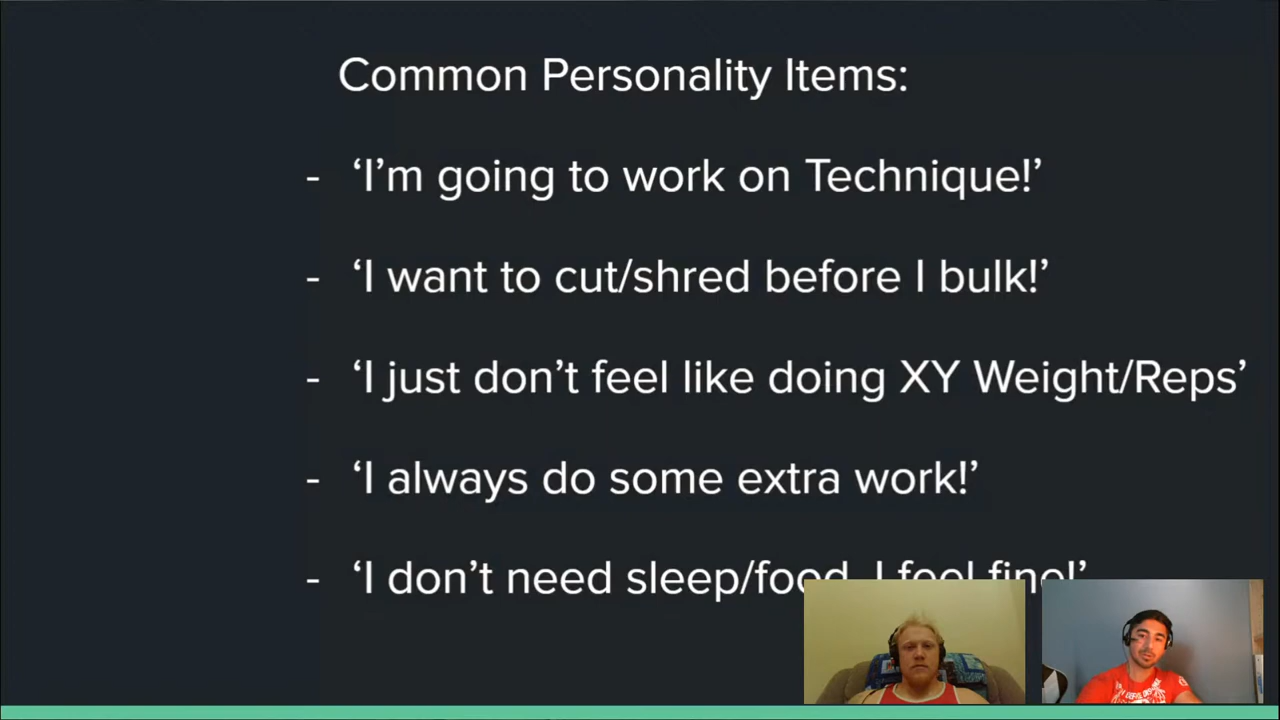 Common Personality Items:
- ‘I’m going to work on Technique!’
- ‘I want to cut/shred before I bulk!’
- ‘I just don’t feel like doing XY Weight/Reps’
- ‘I always do some extra work!’
- ‘I don’t need sleep/food, I feel fine!’